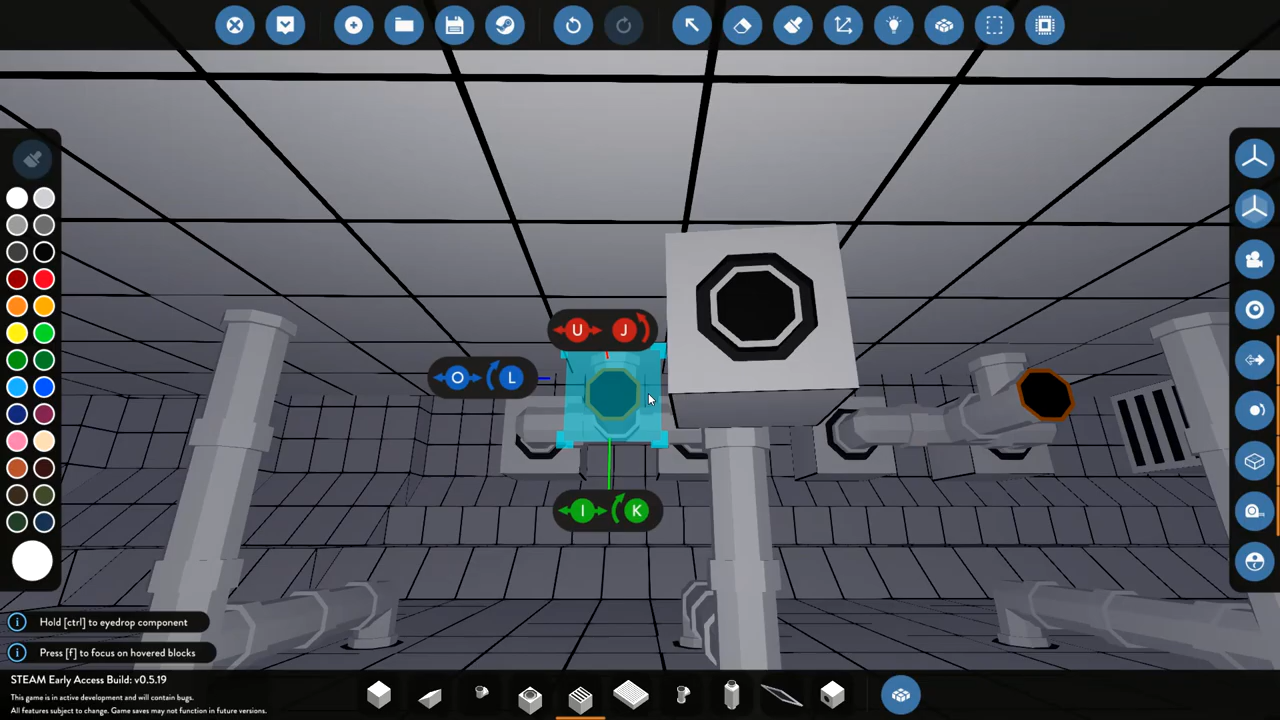 U J
O L
I K
Hold [ctrl] to eyedrop component
Press [f] to focus on hovered blocks
STEAM Early Access Build: v0.5.19
This game is in active development and will contain bugs.
All features subject to change. Game saves may not function in future versions.